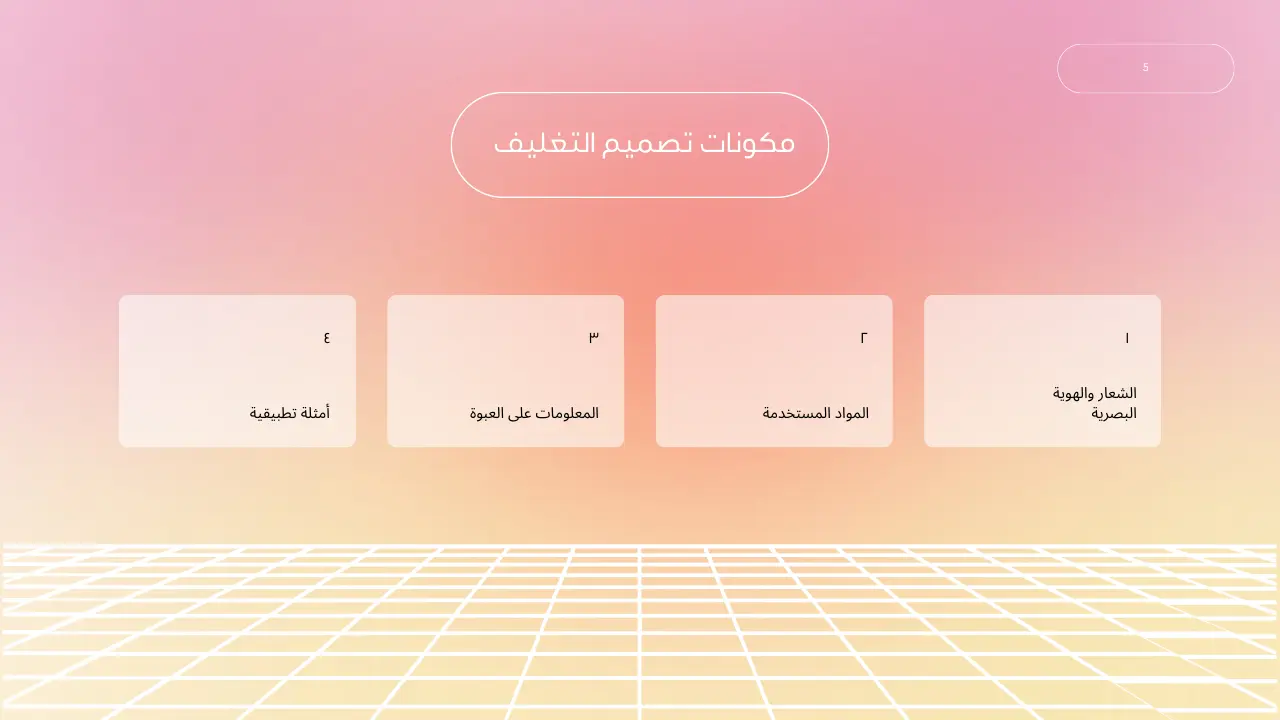 5
مكونات تصميم التغليف
١
الشعار والهوية
البصرية
٢
المواد المستخدمة
٣
المعلومات على العبوة
٤
أمثلة تطبيقية